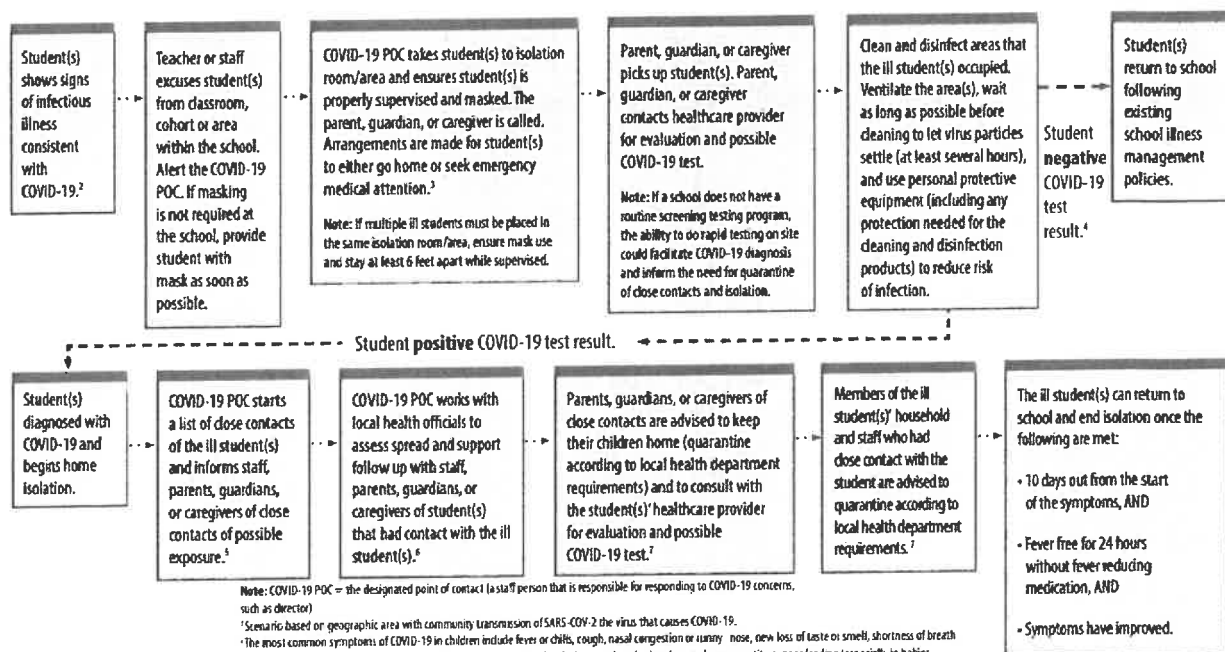 Student(s)
shows signs
of infectious
illness
consistent
with
COVID-19.²
Teacher or staff
excuses student(s)
from classroom,
cohort or area
within the school.
Alert the COVID-19
POC. If masking
is not required at
the school, provide
student with
mask as soon as
possible.
COVID-19 POC takes student(s) to isolation
room/area and ensures student(s) is
properly supervised and masked. The
parent, guardian, or caregiver is called.
Arrangements are made for student(s)
to either go home or seek emergency
medical attention.³
Note: If multiple ill students must be placed in
the same isolation room/area, ensure mask use
and stay at least 6 feet apart while supervised.
Parent, guardian, or caregiver
picks up student(s). Parent,
guardian, or caregiver
contacts healthcare provider
for evaluation and possible
COVID-19 test.
Note: If a school does not have a
routine screening testing program,
the ability to do rapid testing on site
could facilitate COVID-19 diagnosis
and inform the need for quarantine
of close contacts and isolation.
Clean and disinfect areas that
the ill student(s) occupied.
Ventilate the area(s), wait
as long as possible before
cleaning to let virus particles
settle (at least several hours),
and use personal protective
equipment (including any
protection needed for the
cleaning and disinfection
products) to reduce risk
of infection.
Student
negative
COVID-19
test
result.⁴
Student(s)
return to school
following
existing
school illness
management
policies.
Student positive COVID-19 test result.
Student(s)
diagnosed with
COVID-19 and
begins home
isolation.
COVID-19 POC starts
a list of close contacts
of the ill student(s)
and informs staff,
parents, guardians,
or caregivers of close
contacts of possible
exposure.⁵
COVID-19 POC works with
local health officials to
assess spread and support
follow up with staff,
parents, guardians, or
caregivers of student(s)
that had contact with the ill
student(s).⁶
Parents, guardians, or caregivers of
close contacts are advised to keep
their children home (quarantine
according to local health department
requirements) and to consult with
the student(s)' healthcare provider
for evaluation and possible
COVID-19 test.⁷
Members of the ill
student(s)' household
and staff who had
close contact with the
student are advised to
quarantine according to
local health department
requirements.⁷
The ill student(s) can return to
school and end isolation once the
following are met:
• 10 days out from the start
of the symptoms, AND
• Fever free for 24 hours
without fever reducing
medication, AND
• Symptoms have improved.
Note: COVID-19 POC = the designated point of contact (a staff person that is responsible for responding to COVID-19 concerns,
such as director)
¹Scenario based on geographic area with community transmission of SARS-COV-2 the virus that causes COVID-19.
²The most common symptoms of COVID-19 in children include fever or chills, cough, nasal congestion or runny nose, new loss of taste or smell, shortness of breath